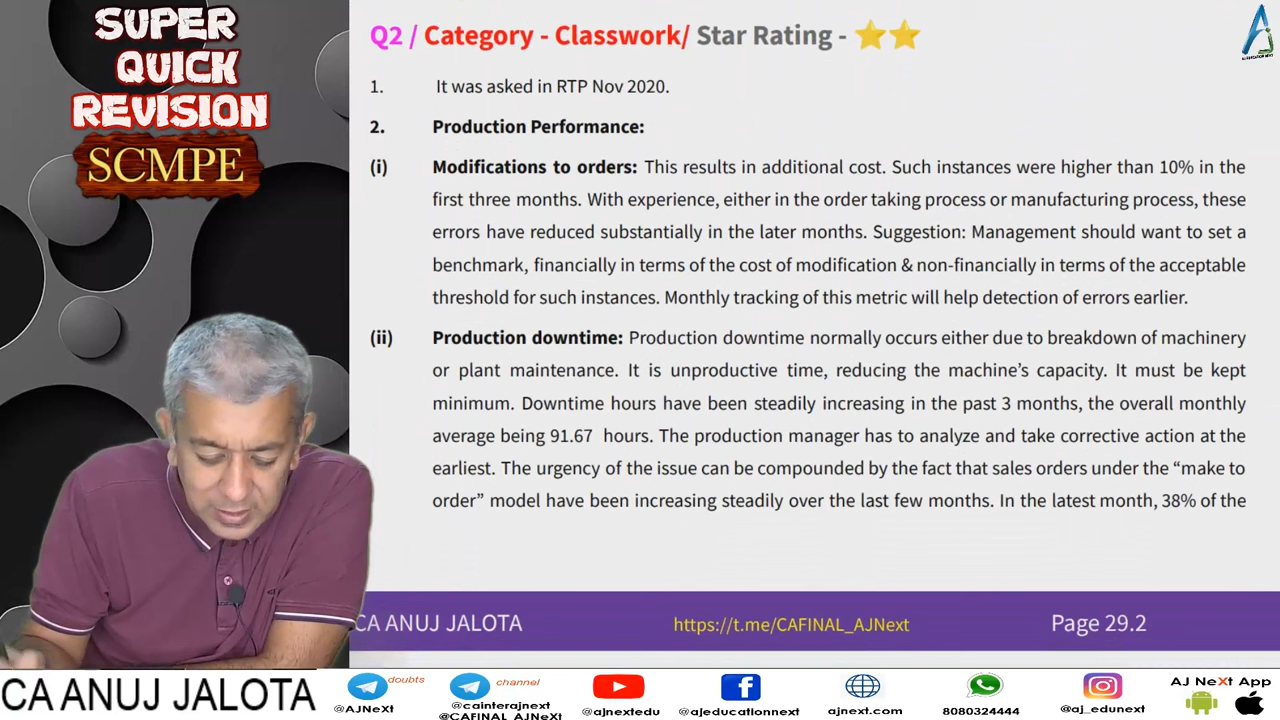 SUPER
QUICK
REVISION
SCMPE
Q2 / Category - Classwork/ Star Rating -
1. It was asked in RTP Nov 2020.
2. Production Performance:
(i) Modifications to orders: This results in additional cost. Such instances were higher than 10% in the
first three months. With experience, either in the order taking process or manufacturing process, these
errors have reduced substantially in the later months. Suggestion: Management should want to set a
benchmark, financially in terms of the cost of modification & non-financially in terms of the acceptable
threshold for such instances. Monthly tracking of this metric will help detection of errors earlier.
(ii) Production downtime: Production downtime normally occurs either due to breakdown of machinery
or plant maintenance. It is unproductive time, reducing the machine's capacity. It must be kept
minimum. Downtime hours have been steadily increasing in the past 3 months, the overall monthly
average being 91.67 hours. The production manager has to analyze and take corrective action at the
earliest. The urgency of the issue can be compounded by the fact that sales orders under the “make to
order” model have been increasing steadily over the last few months. In the latest month, 38% of the
CA ANUJ JALOTA https://t.me/CAFINAL_AJNext Page 29.2
CA ANUJ JALOTA
doubts
@AJNeXt
channel
@cainterajnext
@CAFINAL_AJNeXt
@ajnextedu
@ajeducationnext
ajnext.com
8080324444
@aj_edunext
AJ NeXt App